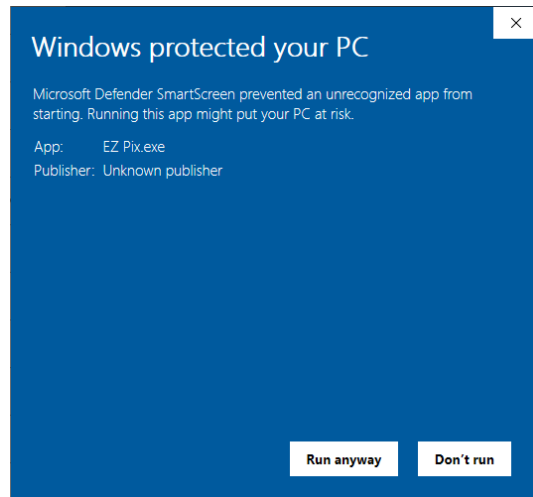 Windows protected your PC
Microsoft Defender SmartScreen prevented an unrecognized app from
starting. Running this app might put your PC at risk.
App: EZ Pix.exe
Publisher: Unknown publisher
Run anyway Don't run